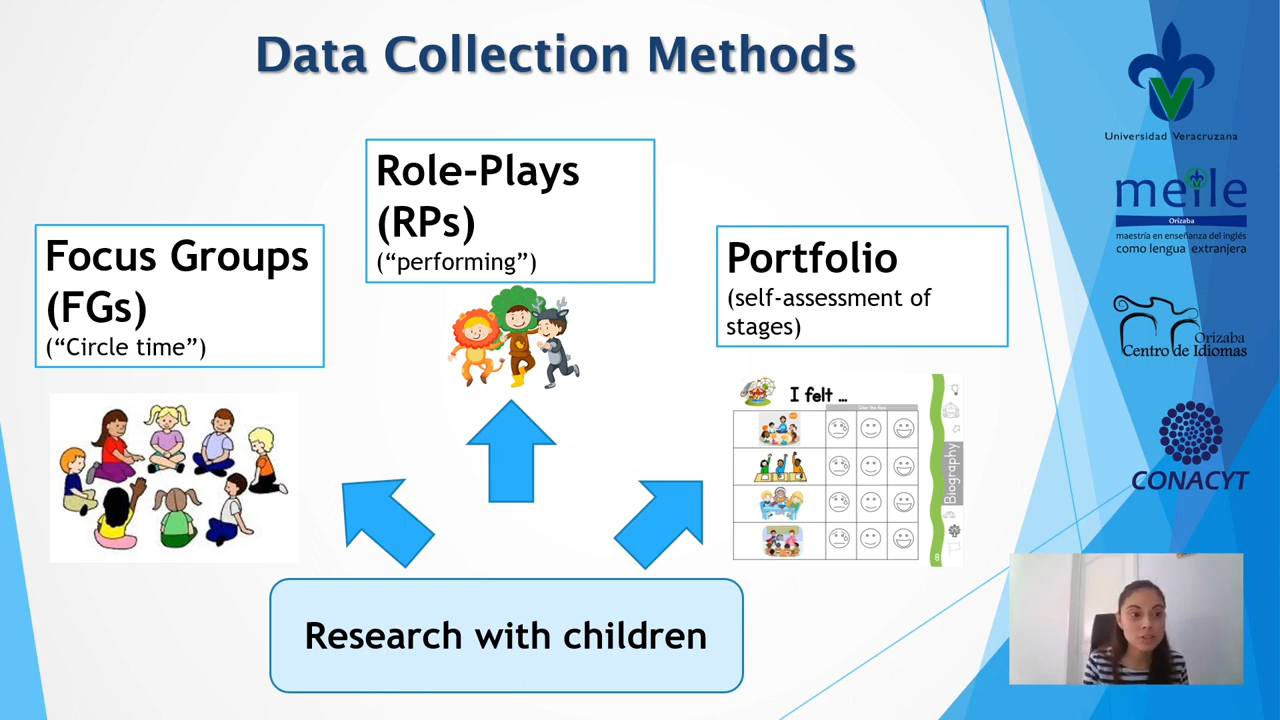 Data Collection Methods
Role-Plays
(RPs)
(“performing”)
Focus Groups
(FGs)
(“Circle time”)
Portfolio
(self-assessment of
stages)
I felt ...
Biography
8
Research with children
Universidad Veracruzana
meile
Orizaba
maestría en enseñanza del inglés
como lengua extranjera
Orizaba
Centro de Idiomas
CONACYT